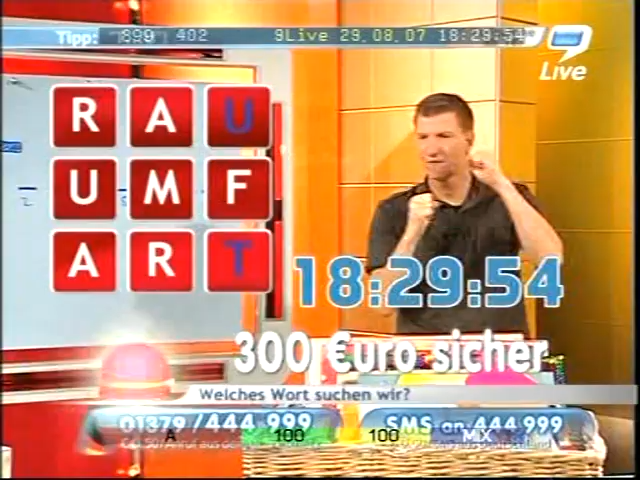 Tipp: 899 402 9Live 29.08.07 18:29:54
9
Live
R A U
U M F
A R T
18:29:54
300 €uro sicher
Welches Wort suchen wir?
01379/444 999 SMS an 444 999
A 100 100 MIX